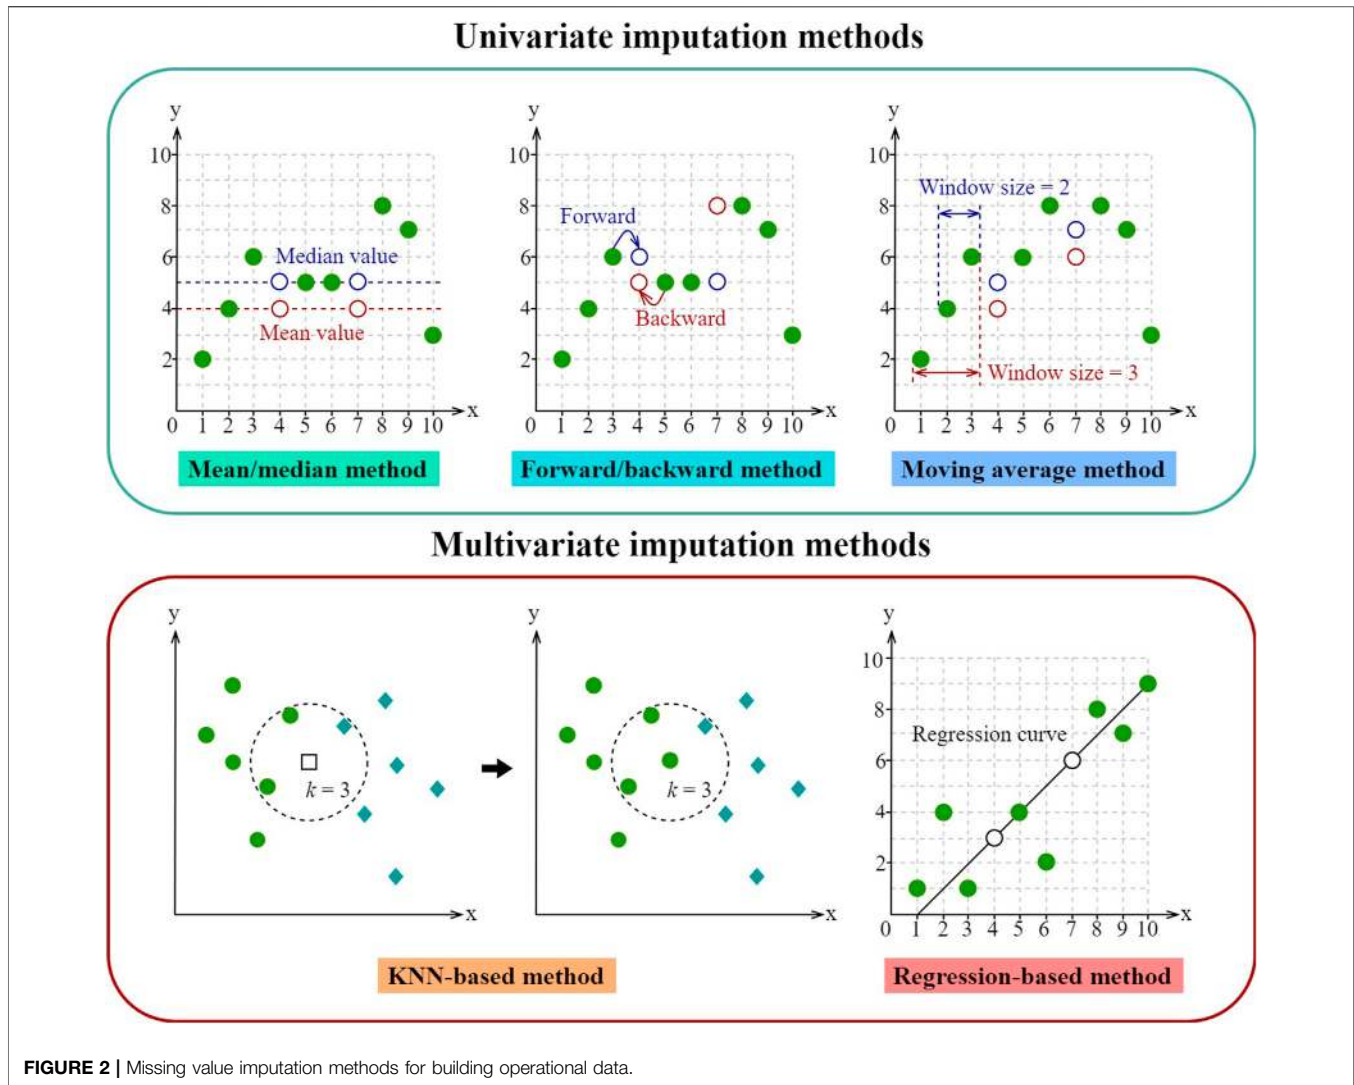 Univariate imputation methods
y
10
8
6
4
2
Median value
Mean value
0 1 2 3 4 5 6 7 8 9 10
x
Mean/median method
y
10
8
6
4
2
Forward
Backward
0 1 2 3 4 5 6 7 8 9 10
x
Forward/backward method
y
10
8
6
4
2
Window size = 2
Window size = 3
0 1 2 3 4 5 6 7 8 9 10
x
Moving average method
Multivariate imputation methods
y
k = 3
x
y
k = 3
x
KNN-based method
y
10
8
6
4
2
Regression curve
0 1 2 3 4 5 6 7 8 9 10
x
Regression-based method
FIGURE 2 | Missing value imputation methods for building operational data.